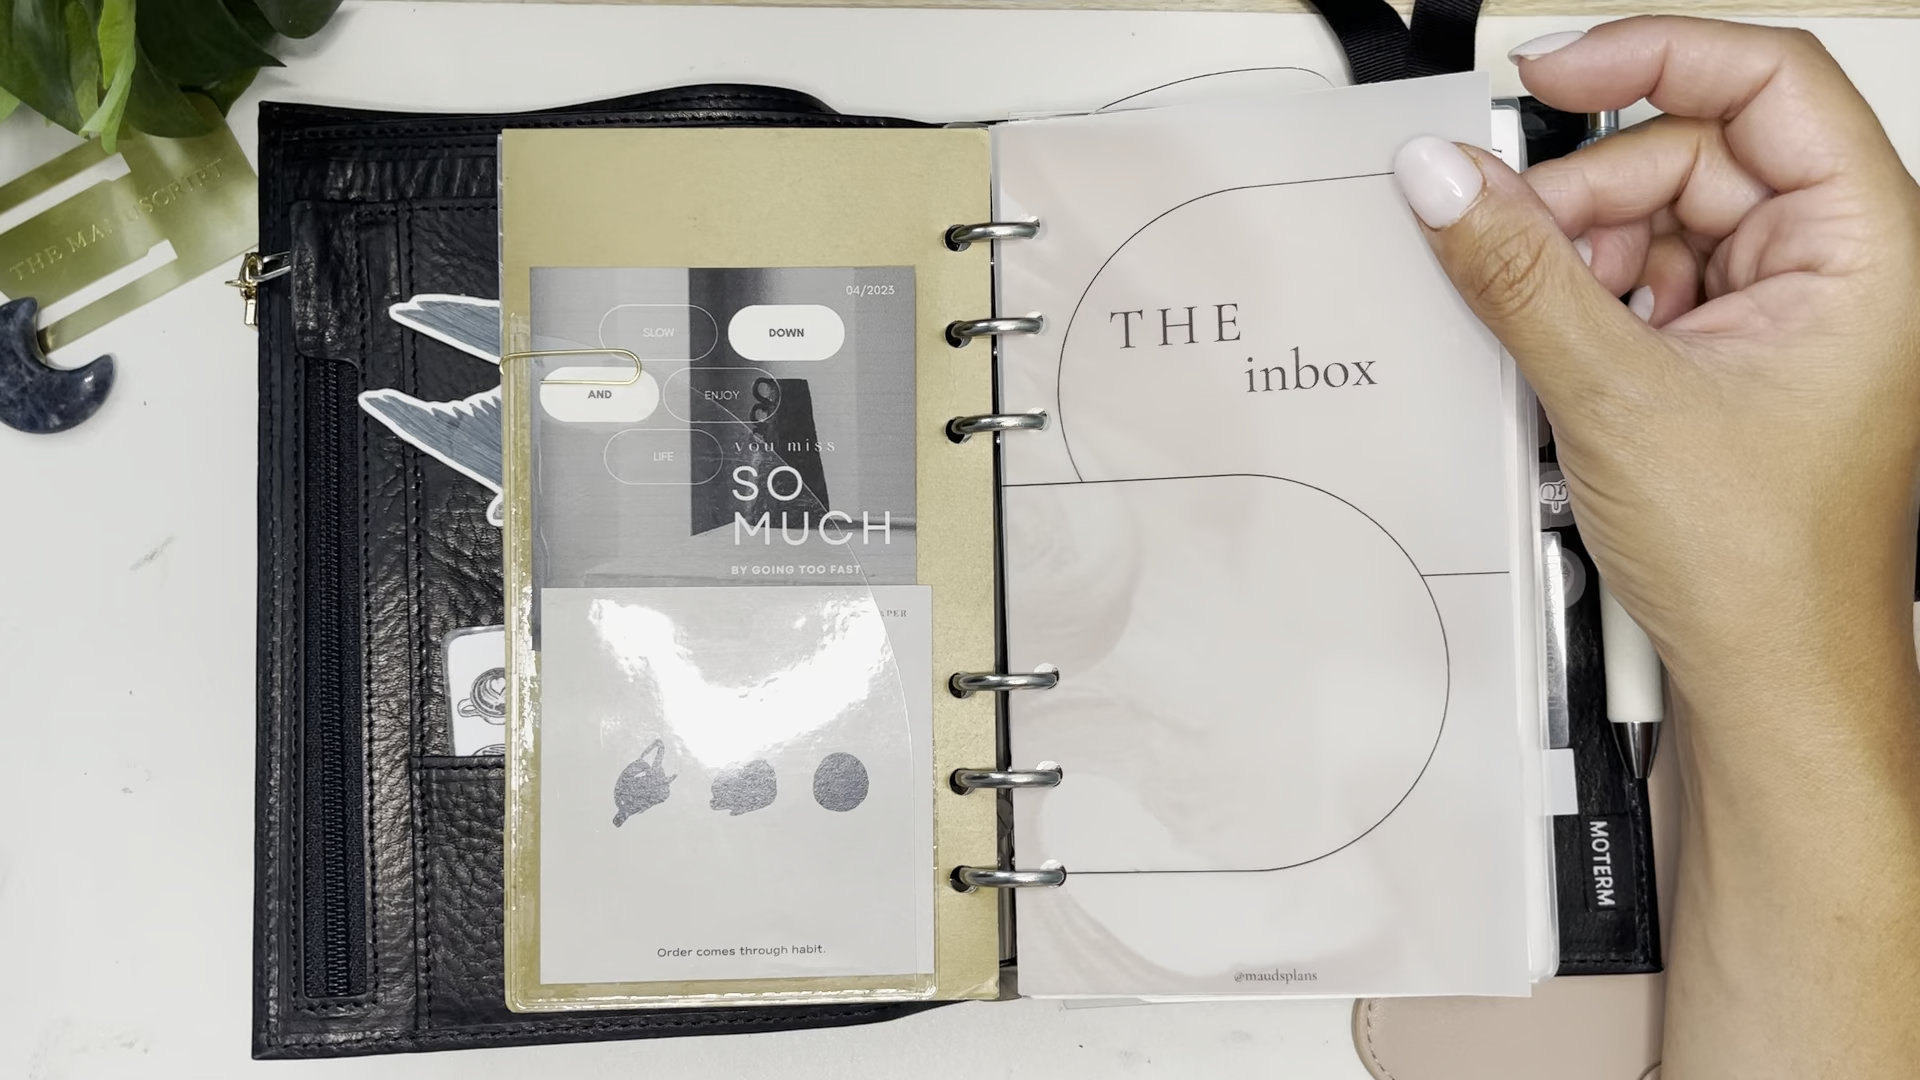 THE MANUSCRIPT
04/2023
SLOW DOWN
AND ENJOY
LIFE
you miss
SO
MUCH
BY GOING TOO FAST
Order comes through habit.
THE
inbox
@maudsplans
MOTERM